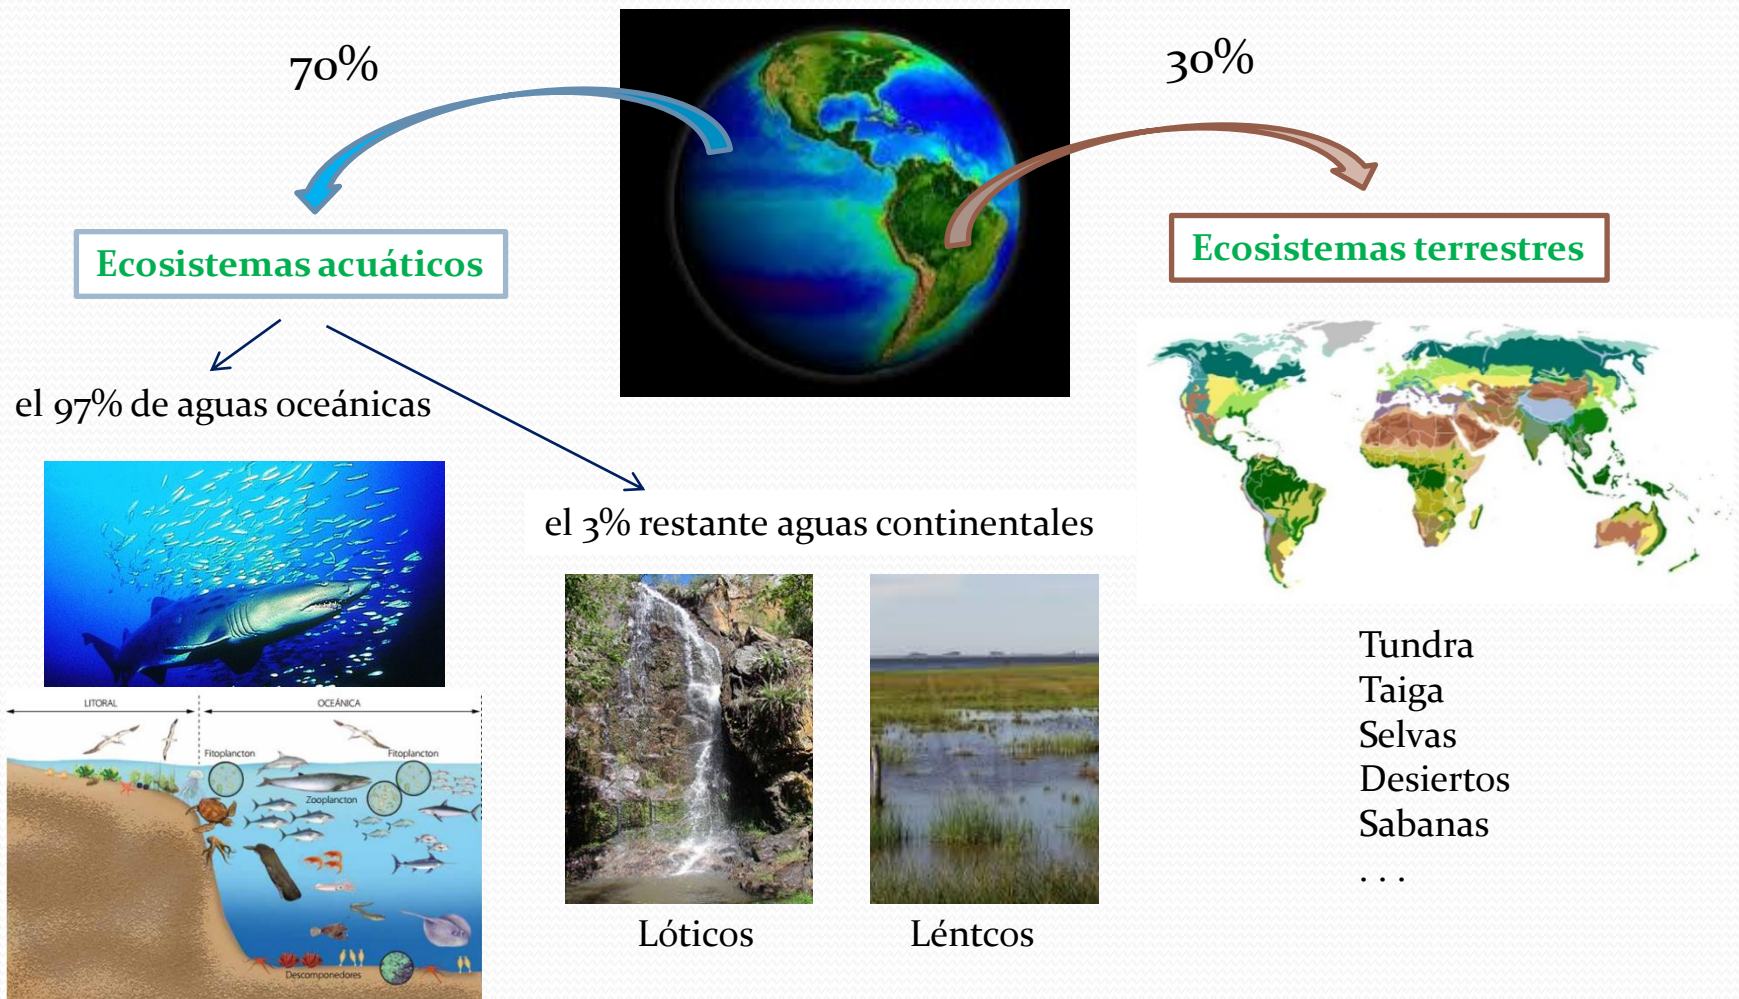 70%
30%
Ecosistemas acuáticos
Ecosistemas terrestres
el 97% de aguas oceánicas
el 3% restante aguas continentales
LITORAL
OCEÁNICA
Fitoplancton
Fitoplancton
Zooplancton
Descomponedores
Lóticos
Léntcos
Tundra
Taiga
Selvas
Desiertos
Sabanas
. . .